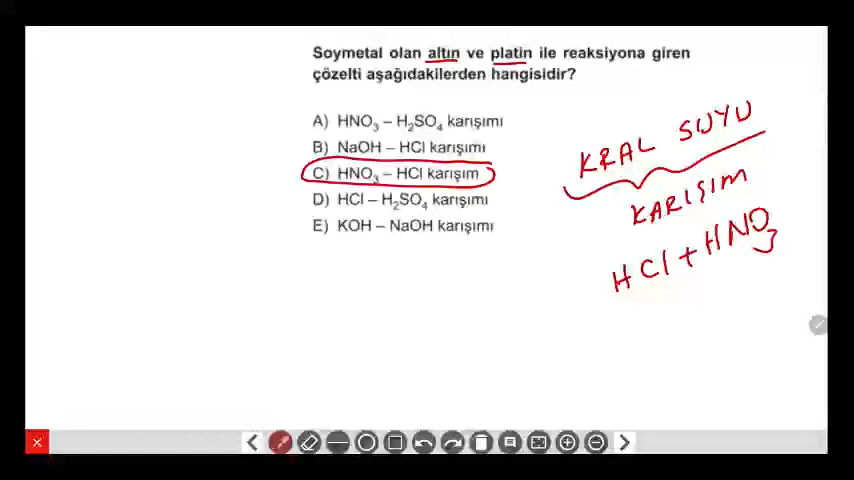 Soymetal olan altın ve platin ile reaksiyona giren
çözelti aşağıdakilerden hangisidir?
A) HNO₃ – H₂SO₄ karışımı
B) NaOH – HCl karışımı
C) HNO₃ – HCl karışım
D) HCl – H₂SO₄ karışımı
E) KOH – NaOH karışımı
KRAL SUYU
KARIŞIM
HCl + HNO₃